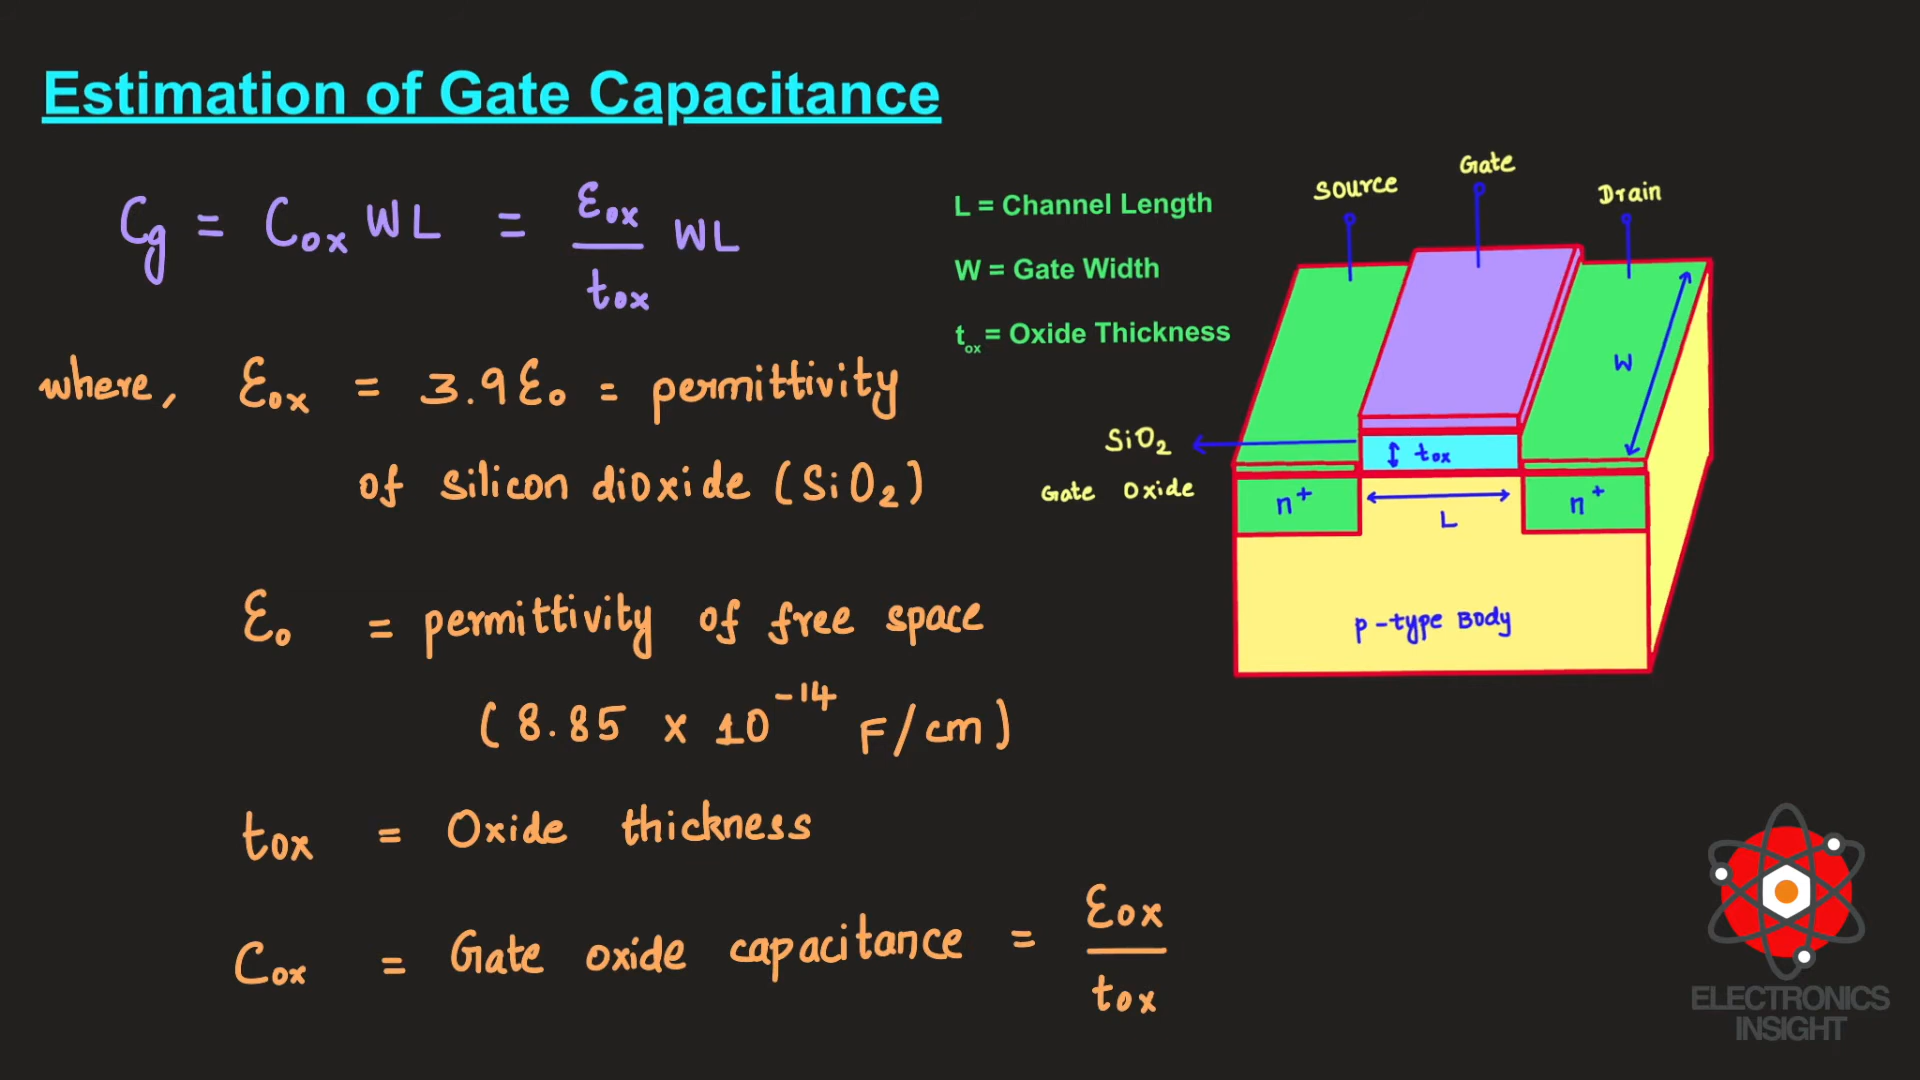 Estimation of Gate Capacitance
Cg = Cox WL = εox/tox WL
where, εox = 3.9ε0 = permittivity
of silicon dioxide (SiO₂)
ε0 = permittivity of free space
(8.85 x 10⁻¹⁴ F/cm)
tox = Oxide thickness
Cox = Gate oxide capacitance = εox/tox
L = Channel Length
W = Gate Width
tox = Oxide Thickness
Source
Gate
Drain
W
SiO₂
Gate Oxide
tox
n⁺
L
n⁺
P-type Body
ELECTRONICS
INSIGHT